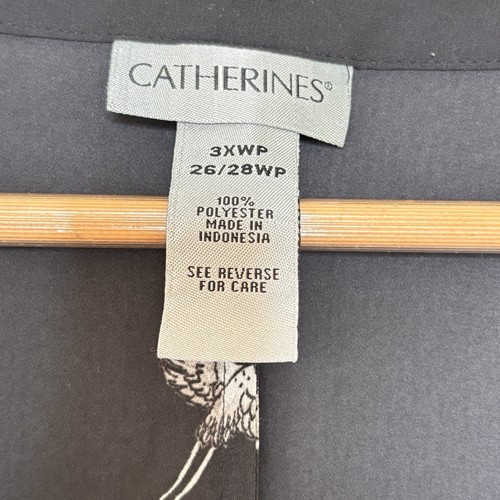 CATHERINES®
3XWP
26/28WP
100%
POLYESTER
MADE IN
INDONESIA
SEE REVERSE
FOR CARE